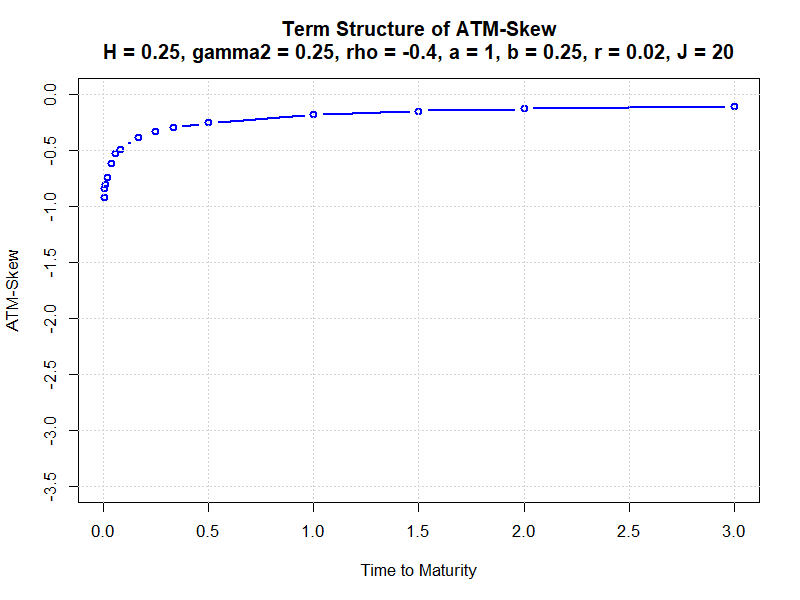 Term Structure of ATM-Skew
H = 0.25, gamma2 = 0.25, rho = -0.4, a = 1, b = 0.25, r = 0.02, J = 20
ATM-Skew
0.0
-0.5
-1.0
-1.5
-2.0
-2.5
-3.0
-3.5
0.0 0.5 1.0 1.5 2.0 2.5 3.0
Time to Maturity